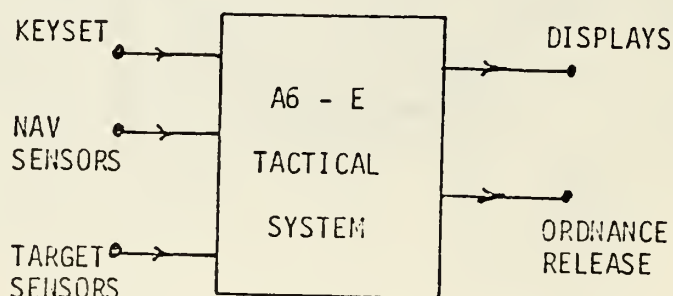 KEYSET
NAV
SENSORS
TARGET
SENSORS
A6 - E
TACTICAL
SYSTEM
DISPLAYS
ORDNANCE
RELEASE